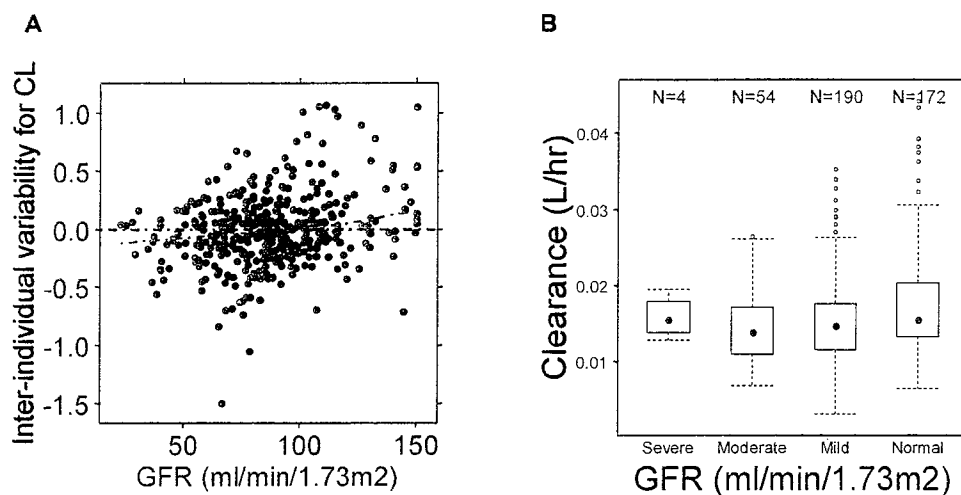 A
B
Inter-individual variability for CL
1.0
0.5
0.0
-0.5
-1.0
-1.5
50
100
150
GFR (ml/min/1.73m2)
N=4
N=54
N=190
N=172
Clearance (L/hr)
0.04
0.03
0.02
0.01
Severe
Moderate
Mild
Normal
GFR (ml/min/1.73m2)